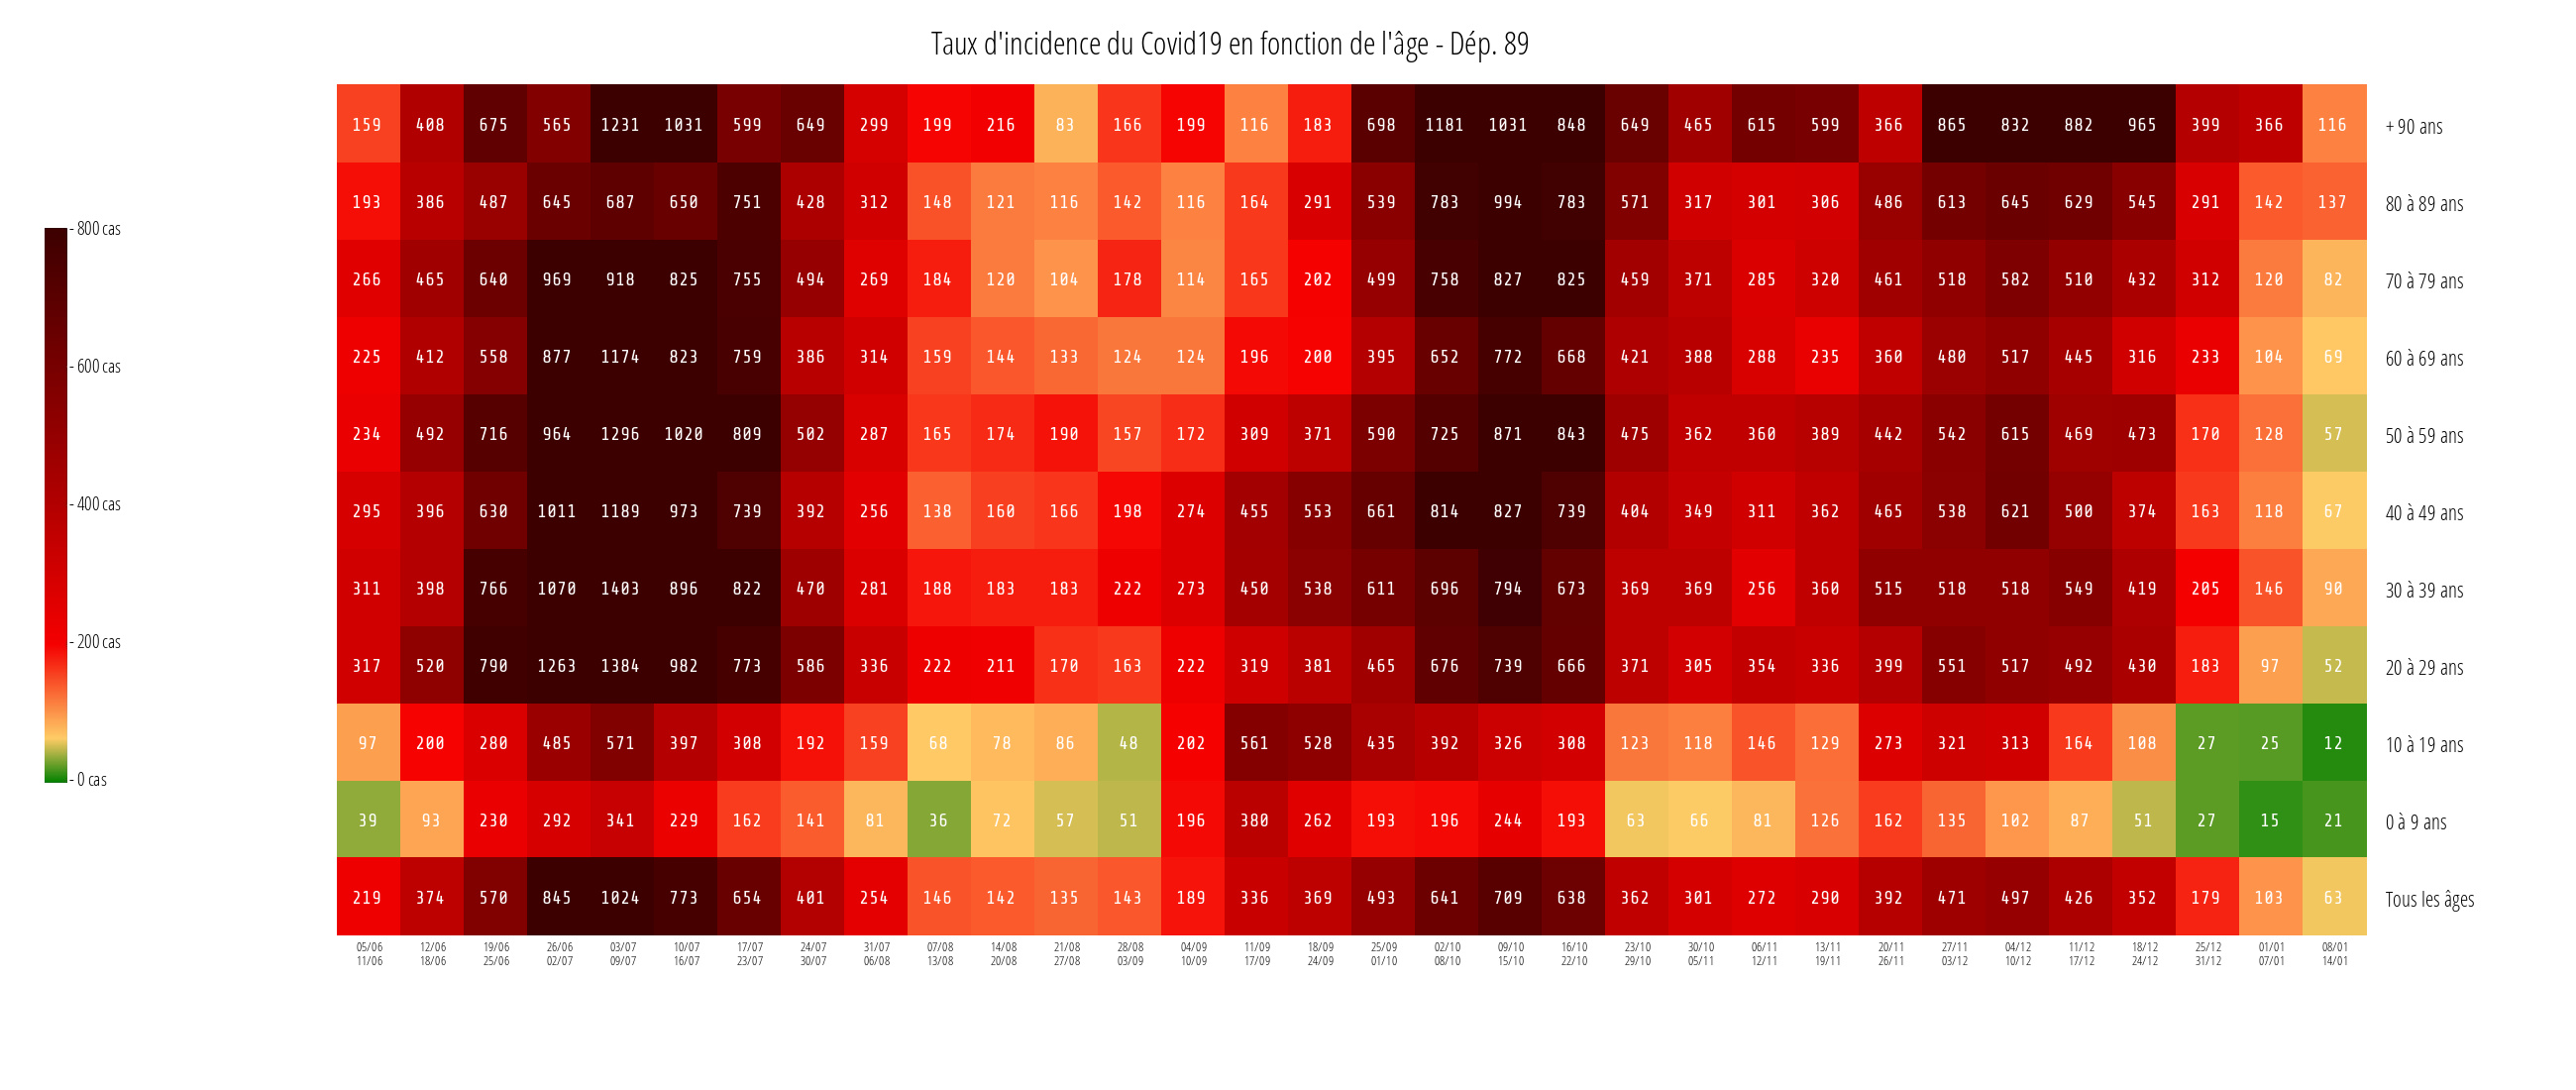 Taux d'incidence du Covid19 en fonction de l'âge - Dép. 89
159 408 675 565 1231 1031 599 649 299 199 216 83 166 199 116 183 698 1181 1031 848 649 465 615 599 366 865 832 882 965 399 366 116 + 90 ans
193 386 487 645 687 650 751 428 312 148 121 116 142 116 164 291 539 783 994 783 571 317 301 306 486 613 645 629 545 291 142 137 80 à 89 ans
- 800 cas
266 465 640 969 918 825 755 494 269 184 120 104 178 114 165 202 499 758 827 825 459 371 285 320 461 518 582 510 432 312 120 82 70 à 79 ans
225 412 558 877 1174 823 759 386 314 159 144 133 124 124 196 200 395 652 772 668 421 388 288 235 360 480 517 445 316 233 104 69 60 à 69 ans
- 600 cas
234 492 716 964 1296 1020 809 502 287 165 174 190 157 172 309 371 590 725 871 843 475 362 360 389 442 542 615 469 473 170 128 57 50 à 59 ans
- 400 cas
295 396 630 1011 1189 973 739 392 256 138 160 166 198 274 455 553 661 814 827 739 404 349 311 362 465 538 621 500 374 163 118 67 40 à 49 ans
311 398 766 1070 1403 896 822 470 281 188 183 183 222 273 450 538 611 696 794 673 369 369 256 360 515 518 518 549 419 205 146 90 30 à 39 ans
- 200 cas
317 520 790 1263 1384 982 773 586 336 222 211 170 163 222 319 381 465 676 739 666 371 305 354 336 399 551 517 492 430 183 97 52 20 à 29 ans
97 200 280 485 571 397 308 192 159 68 78 86 48 202 561 528 435 392 326 308 123 118 146 129 273 321 313 164 108 27 25 12 10 à 19 ans
- 0 cas
39 93 230 292 341 229 162 141 81 36 72 57 51 196 380 262 193 196 244 193 63 66 81 126 162 135 102 87 51 27 15 21 0 à 9 ans
219 374 570 845 1024 773 654 401 254 146 142 135 143 189 336 369 493 641 709 638 362 301 272 290 392 471 497 426 352 179 103 63 Tous les âges
05/06 12/06 19/06 26/06 03/07 10/07 17/07 24/07 31/07 07/08 14/08 21/08 28/08 04/09 11/09 18/09 25/09 02/10 09/10 16/10 23/10 30/10 06/11 13/11 20/11 27/11 04/12 11/12 18/12 25/12 01/01 08/01
11/06 18/06 25/06 02/07 09/07 16/07 23/07 30/07 06/08 13/08 20/08 27/08 03/09 10/09 17/09 24/09 01/10 08/10 15/10 22/10 29/10 05/11 12/11 19/11 26/11 03/12 10/12 17/12 24/12 31/12 07/01 14/01